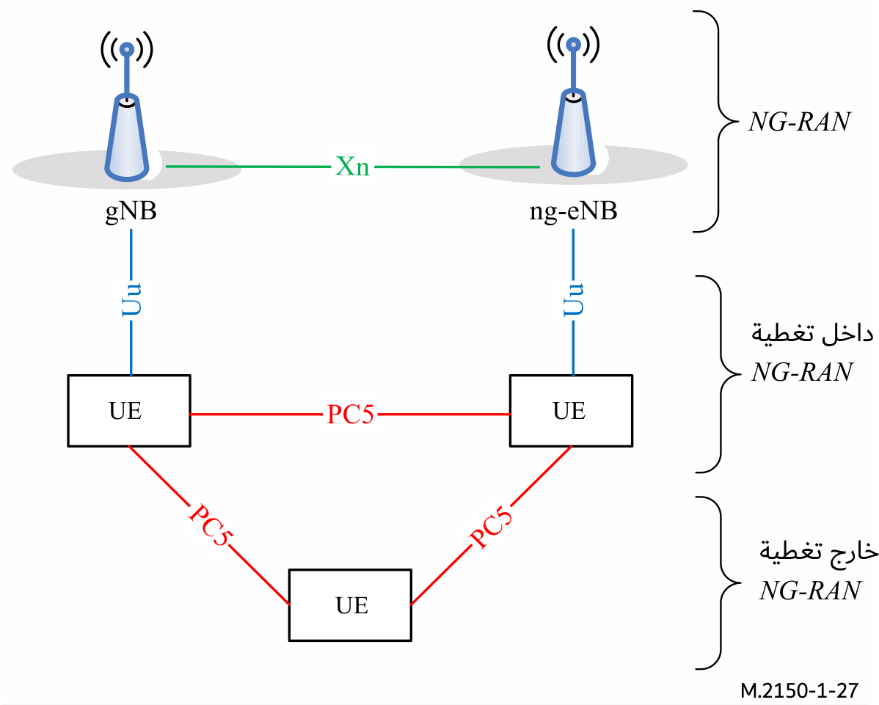 NG-RAN
Xn
gNB
ng-eNB
Uu
Uu
داخل تغطية
NG-RAN
UE
PC5
UE
PC5
PC5
خارج تغطية
NG-RAN
UE
M.2150-1-27